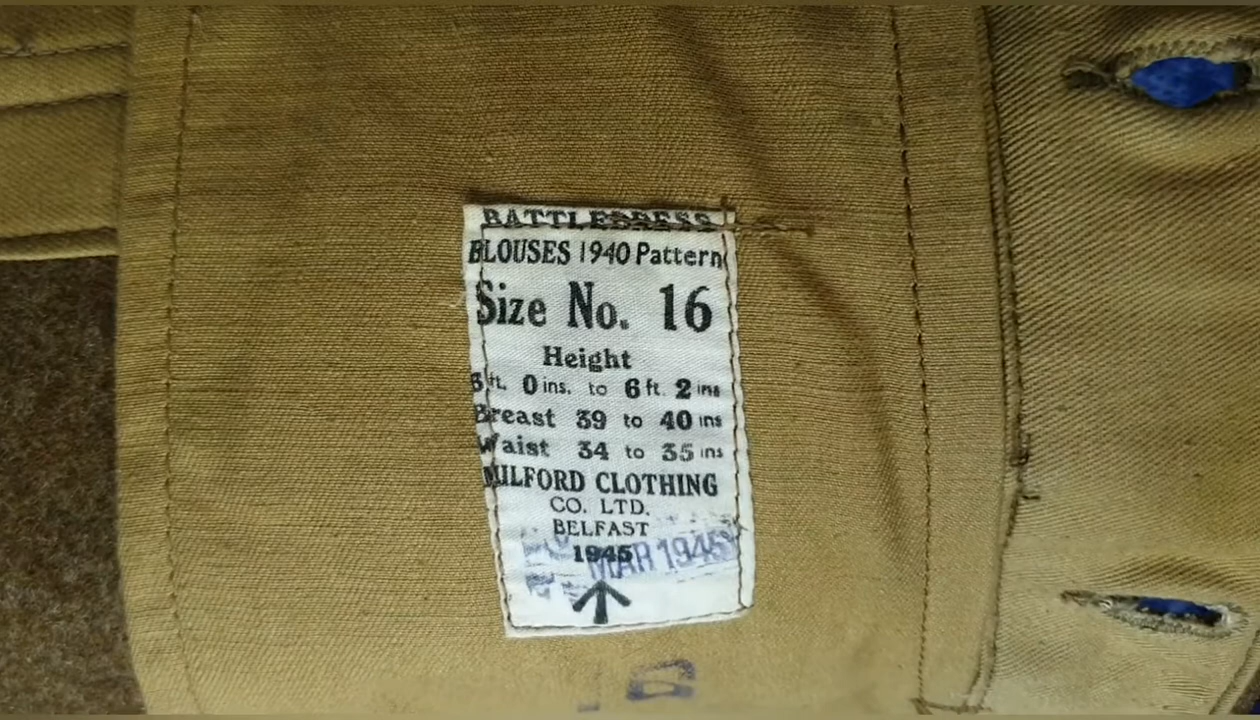 BATTLEDRESS
BLOUSES 1940 Pattern
Size No. 16
Height
ft. 0 ins. to 6 ft. 2 ins
Breast 39 to 40 ins
Waist 34 to 35 ins
MILFORD CLOTHING
CO. LTD.
BELFAST
1945
MAR 1945